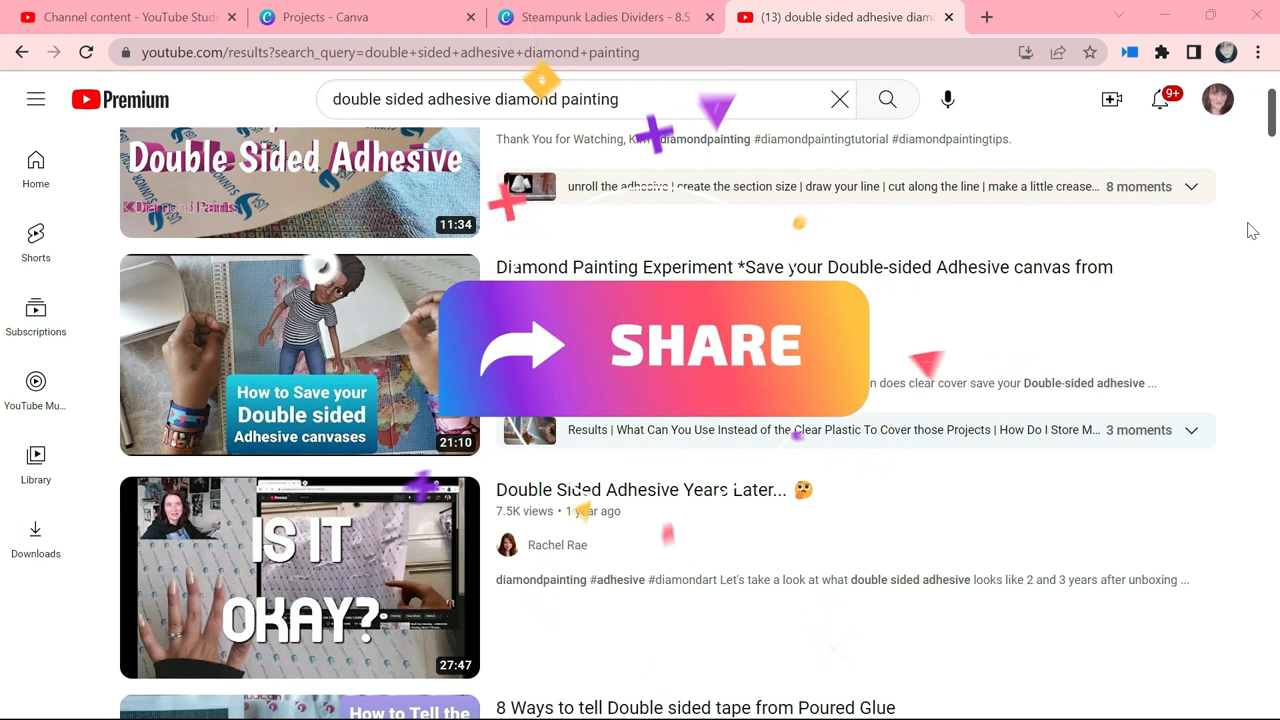 Channel content - YouTube Studi
Projects - Canva
Steampunk Ladies Dividers - 8.5
(13) double sided adhesive diam
youtube.com/results?search_query=double+sided+adhesive+diamond+painting
Premium
double sided adhesive diamond painting
9+
Double Sided Adhesive
K Diamond Paints
11:34
Thank You for Watching, Kim #diamondpainting #diamondpaintingtutorial #diamondpaintingtips.
unroll the adhesive | create the section size | draw your line | cut along the line | make a little crease...
8 moments
Home
Shorts
Subscriptions
YouTube Mu...
Library
Downloads
How to Save your
Double sided
Adhesive canvases
21:10
Diamond Painting Experiment *Save your Double-sided Adhesive canvas from
SHARE
n does clear cover save your Double-sided adhesive ...
Results | What Can You Use Instead of the Clear Plastic To Cover those Projects | How Do I Store M...
3 moments
IS IT
OKAY?
27:47
Double Sided Adhesive Years Later...
7.5K views • 1 year ago
Rachel Rae
diamondpainting #adhesive #diamondart Let's take a look at what double sided adhesive looks like 2 and 3 years after unboxing ...
How to Tell the
8 Ways to tell Double sided tape from Poured Glue